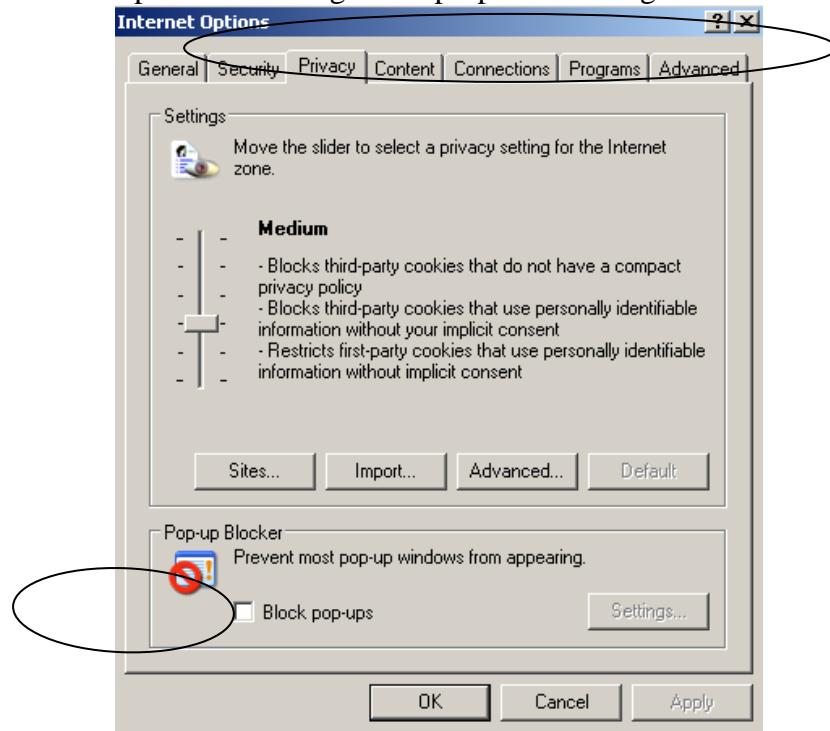 Internet Options
General Security Privacy Content Connections Programs Advanced
Settings
Move the slider to select a privacy setting for the Internet
zone.
Medium
- Blocks third-party cookies that do not have a compact
privacy policy
- Blocks third-party cookies that use personally identifiable
information without your implicit consent
- Restricts first-party cookies that use personally identifiable
information without implicit consent
Sites... Import... Advanced... Default
Pop-up Blocker
Prevent most pop-up windows from appearing.
Block pop-ups Settings...
OK Cancel Apply